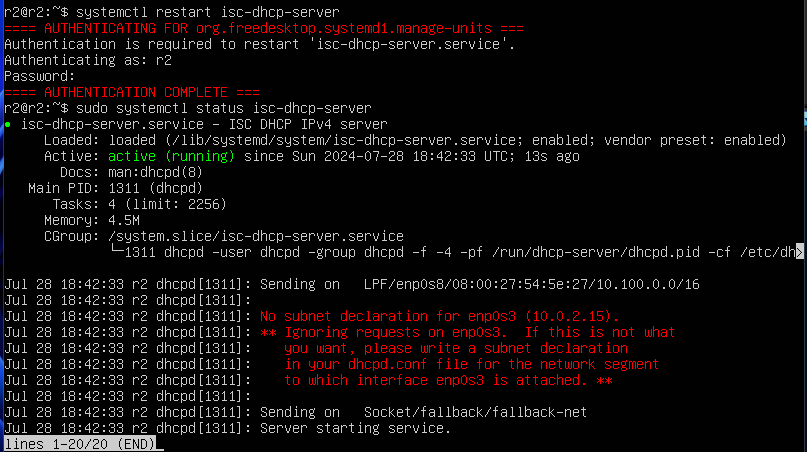 r2@r2:~$ systemctl restart isc-dhcp-server
==== AUTHENTICATING FOR org.freedesktop.systemd1.manage-units ===
Authentication is required to restart 'isc-dhcp-server.service'.
Authenticating as: r2
Password:
==== AUTHENTICATION COMPLETE ===
r2@r2:~$ sudo systemctl status isc-dhcp-server
● isc-dhcp-server.service - ISC DHCP IPv4 server
     Loaded: loaded (/lib/systemd/system/isc-dhcp-server.service; enabled; vendor preset: enabled)
     Active: active (running) since Sun 2024-07-28 18:42:33 UTC; 13s ago
       Docs: man:dhcpd(8)
   Main PID: 1311 (dhcpd)
      Tasks: 4 (limit: 2256)
     Memory: 4.5M
     CGroup: /system.slice/isc-dhcp-server.service
             └─1311 dhcpd -user dhcpd -group dhcpd -f -4 -pf /run/dhcp-server/dhcpd.pid -cf /etc/dh>

Jul 28 18:42:33 r2 dhcpd[1311]: Sending on   LPF/enp0s8/08:00:27:54:5e:27/10.100.0.0/16
Jul 28 18:42:33 r2 dhcpd[1311]:
Jul 28 18:42:33 r2 dhcpd[1311]: No subnet declaration for enp0s3 (10.0.2.15).
Jul 28 18:42:33 r2 dhcpd[1311]: ** Ignoring requests on enp0s3.  If this is not what
Jul 28 18:42:33 r2 dhcpd[1311]:    you want, please write a subnet declaration
Jul 28 18:42:33 r2 dhcpd[1311]:    in your dhcpd.conf file for the network segment
Jul 28 18:42:33 r2 dhcpd[1311]:    to which interface enp0s3 is attached. **
Jul 28 18:42:33 r2 dhcpd[1311]:
Jul 28 18:42:33 r2 dhcpd[1311]: Sending on   Socket/fallback/fallback-net
Jul 28 18:42:33 r2 dhcpd[1311]: Server starting service.
lines 1-20/20 (END)